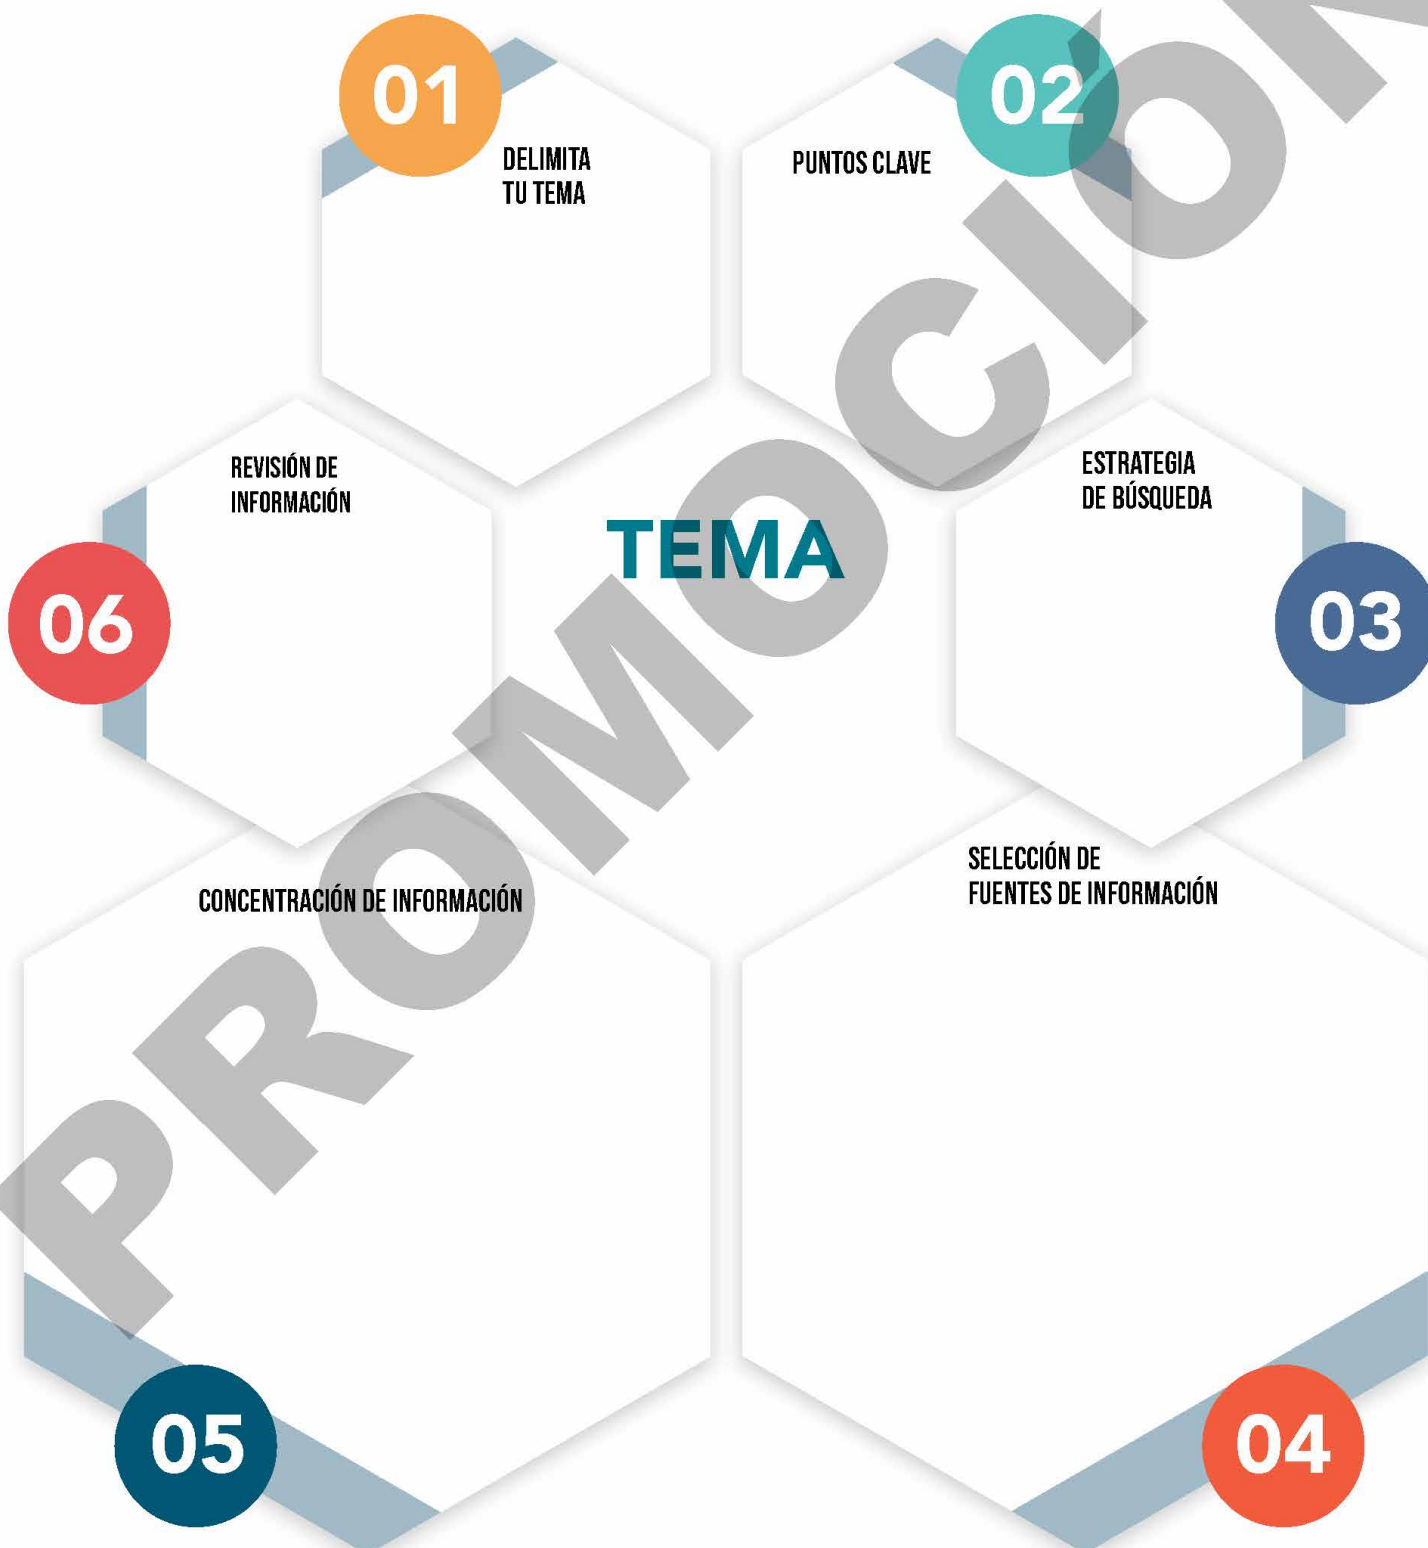 01
DELIMITA
TU TEMA
02
PUNTOS CLAVE
03
ESTRATEGIA
DE BÚSQUEDA
TEMA
06
REVISIÓN DE
INFORMACIÓN
SELECCIÓN DE
FUENTES DE INFORMACIÓN
04
CONCENTRACIÓN DE INFORMACIÓN
05
PROMOCIÓN